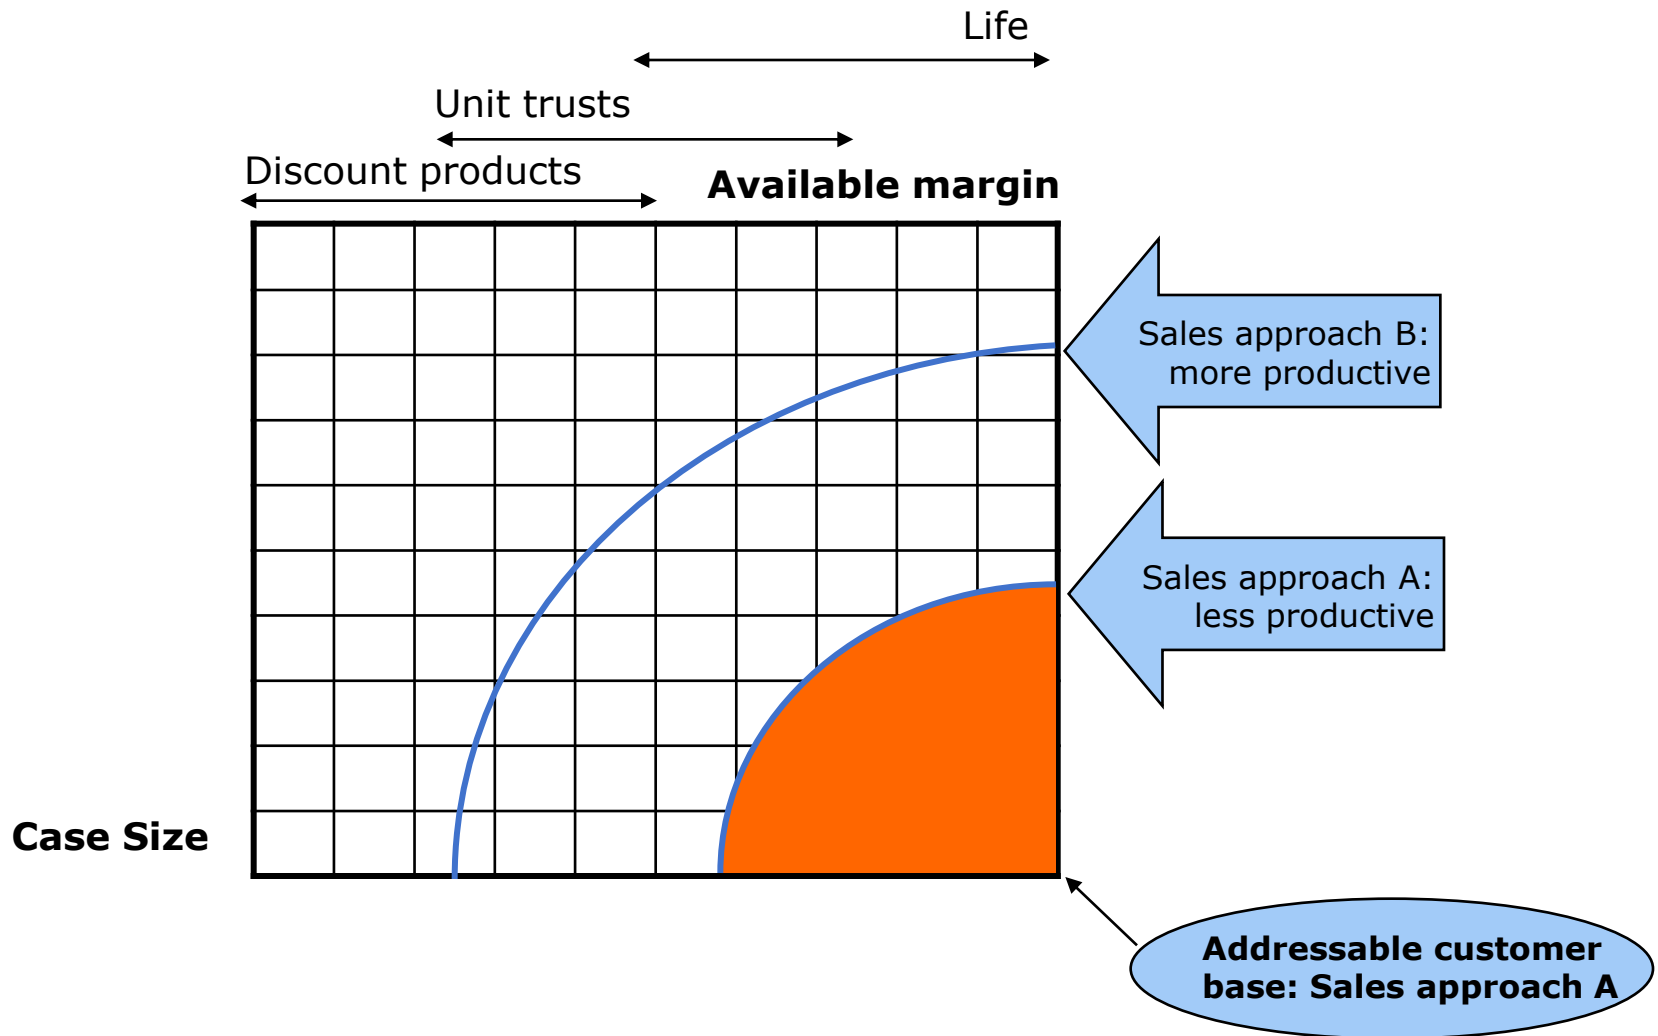 Life
Unit trusts
Discount products
Available margin
Sales approach B:
more productive
Sales approach A:
less productive
Case Size
Addressable customer
base: Sales approach A